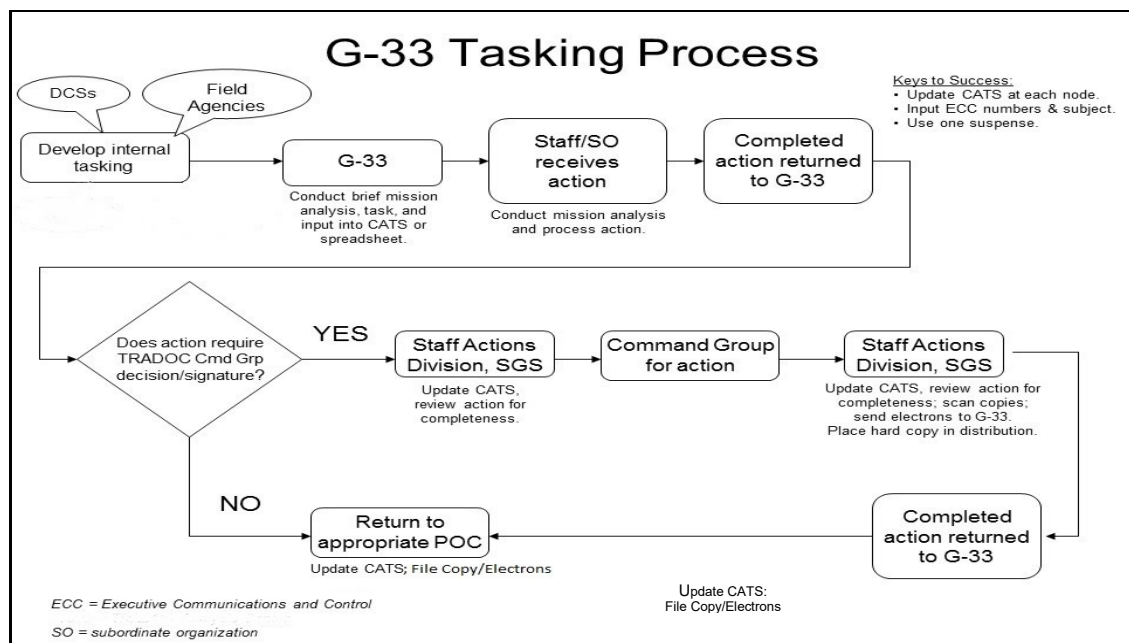 G-33 Tasking Process
DCSs
Field
Agencies
Develop internal
tasking
G-33
Conduct brief mission
analysis, task, and
input into CATS or
spreadsheet.
Staff/SO
receives
action
Conduct mission analysis
and process action.
Completed
action returned
to G-33
Keys to Success:
• Update CATS at each node.
• Input ECC numbers & subject.
• Use one suspense.
Does action require
TRADOC Cmd Grp
decision/signature?
YES
Staff Actions
Division, SGS
Update CATS,
review action for
completeness.
Command Group
for action
Staff Actions
Division, SGS
Update CATS, review action for
completeness; scan copies;
send electrons to G-33.
Place hard copy in distribution.
NO
Return to
appropriate POC
Update CATS; File Copy/Electrons
Completed
action returned
to G-33
Update CATS:
File Copy/Electrons
ECC = Executive Communications and Control
SO = subordinate organization